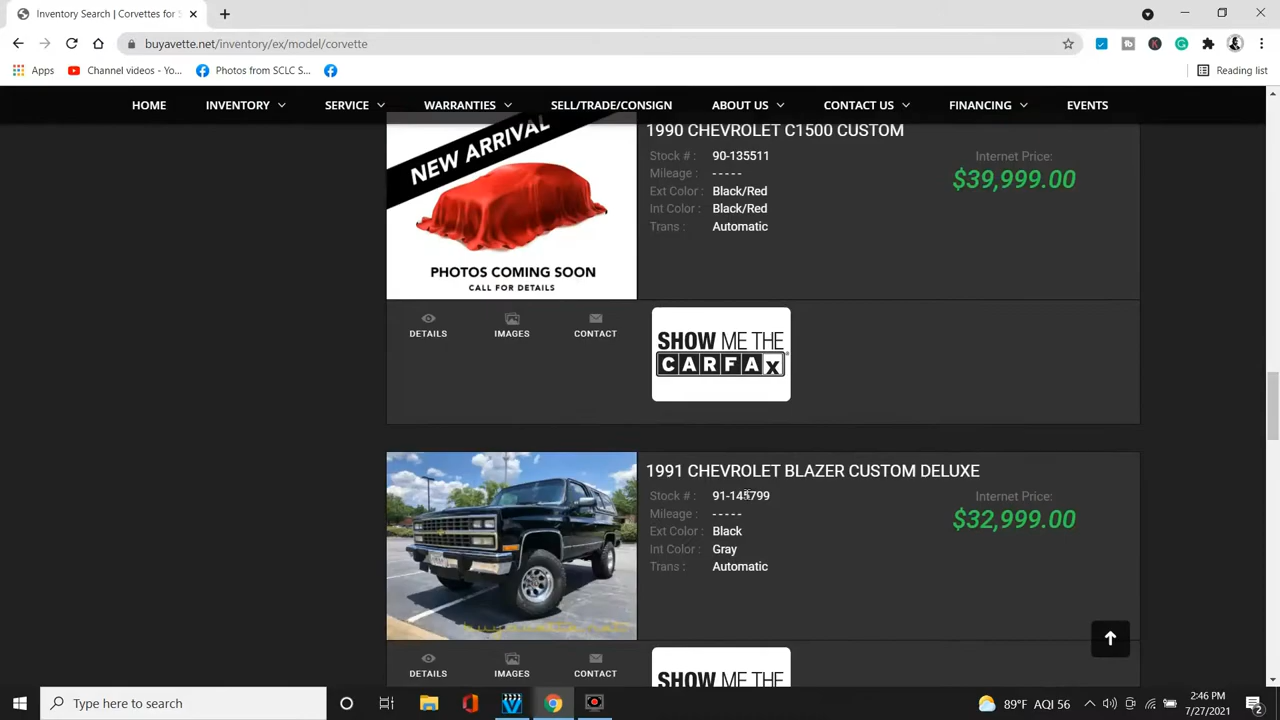 Inventory Search | Corvettes for S
buyavette.net/inventory/ex/model/corvette
Apps
Channel videos - Yo...
Photos from SCLC S...
Reading list
HOME
INVENTORY
SERVICE
WARRANTIES
SELL/TRADE/CONSIGN
ABOUT US
CONTACT US
FINANCING
EVENTS
NEW ARRIVAL
PHOTOS COMING SOON
CALL FOR DETAILS
1990 CHEVROLET C1500 CUSTOM
Stock # : 90-135511
Mileage : - - - - -
Ext Color : Black/Red
Int Color : Black/Red
Trans : Automatic
Internet Price:
$39,999.00
DETAILS
IMAGES
CONTACT
SHOW ME THE
CARFAX
1991 CHEVROLET BLAZER CUSTOM DELUXE
Stock # : 91-145799
Mileage : - - - - -
Ext Color : Black
Int Color : Gray
Trans : Automatic
Internet Price:
$32,999.00
buyavette.net
DETAILS
IMAGES
CONTACT
SHOW ME THE
Type here to search
89°F AQI 56
2:46 PM
7/27/2021
2